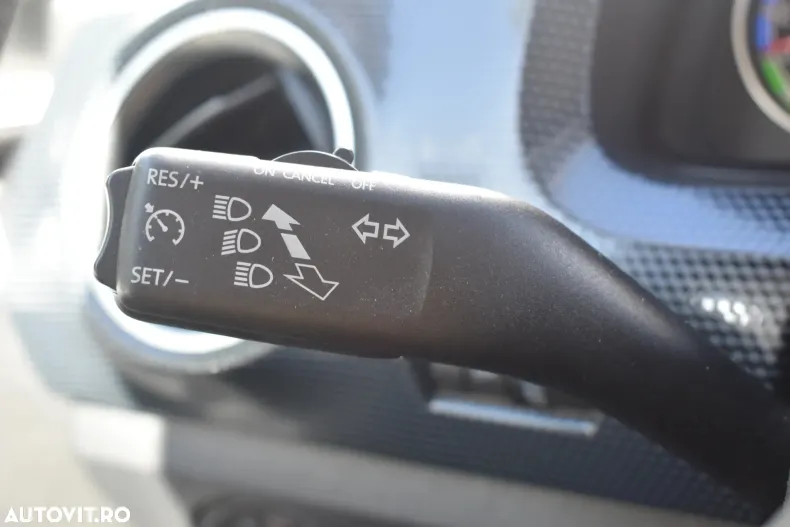 ON CANCEL OFF
RES/+
SET/-
AUTOVIT.RO